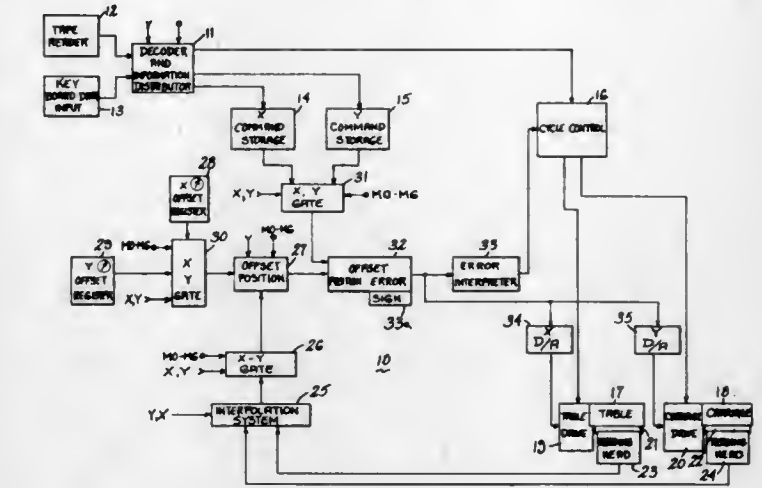 12
TAPE
READER
Y
11
DECODER
AND
INFORMATION
DISTRIBUTOR
KEY
BOARD DATA
INPUT
13
X
COMMAND
STORAGE
14
Y
COMMAND
STORAGE
15
16
CYCLE CONTROL
31
X,Y
X, Y
GATE
M0-M6
28
X
OFFSET
REGISTER
29
Y
OFFSET
REGISTER
M0-M6
X,Y
30
X
Y
GATE
Y
M0-M6
27
OFFSET
POSITION
32
OFFSET
POSITION ERROR
SIGN
33a
33
ERROR
INTERPRETER
34
X
D/A
35
Y
D/A
M0-M6
X,Y
X-Y
GATE
26
10
Y,X
INTERPOLATION
SYSTEM
25
17
TABLE
DRIVE
TABLE
19
21
READING
HEAD
23
18
CARRIAGE
DRIVE
CARRIAGE
20
22
READING
HEAD
24